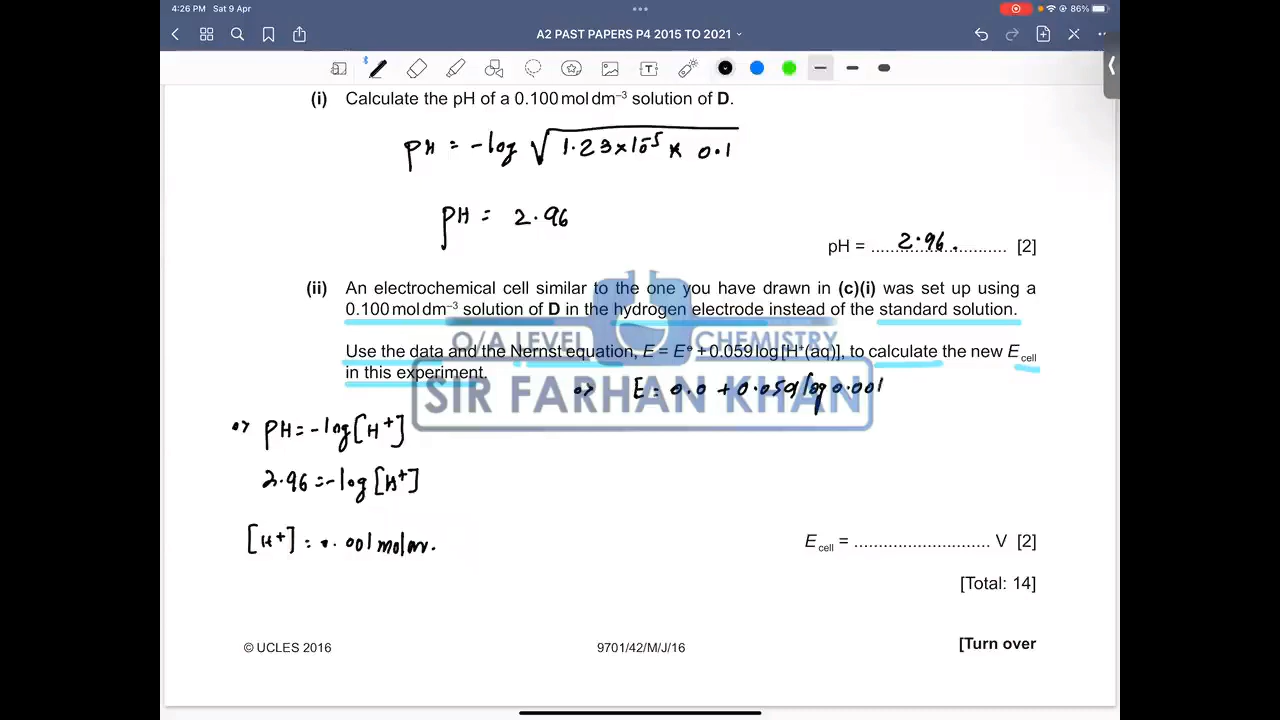 4:26 PM Sat 9 Apr
86%
A2 PAST PAPERS P4 2015 TO 2021
(i) Calculate the pH of a 0.100 mol dm⁻³ solution of D.
pH = -log √1.23×10⁻⁵ × 0.1
pH = 2.96
pH = ...2.96... [2]
(ii) An electrochemical cell similar to the one you have drawn in (c)(i) was set up using a
0.100 mol dm⁻³ solution of D in the hydrogen electrode instead of the standard solution.
O/A LEVEL CHEMISTRY
Use the data and the Nernst equation, E = E° + 0.059 log [H⁺(aq)], to calculate the new E cell
in this experiment.
SIR FARHAN KHAN
E = 0.0 + 0.059 log 0.001
pH = -log [H⁺]
2.96 = -log [H⁺]
[H⁺] = 0.001 molar.
E cell = .............................. V [2]
[Total: 14]
© UCLES 2016
9701/42/M/J/16
[Turn over